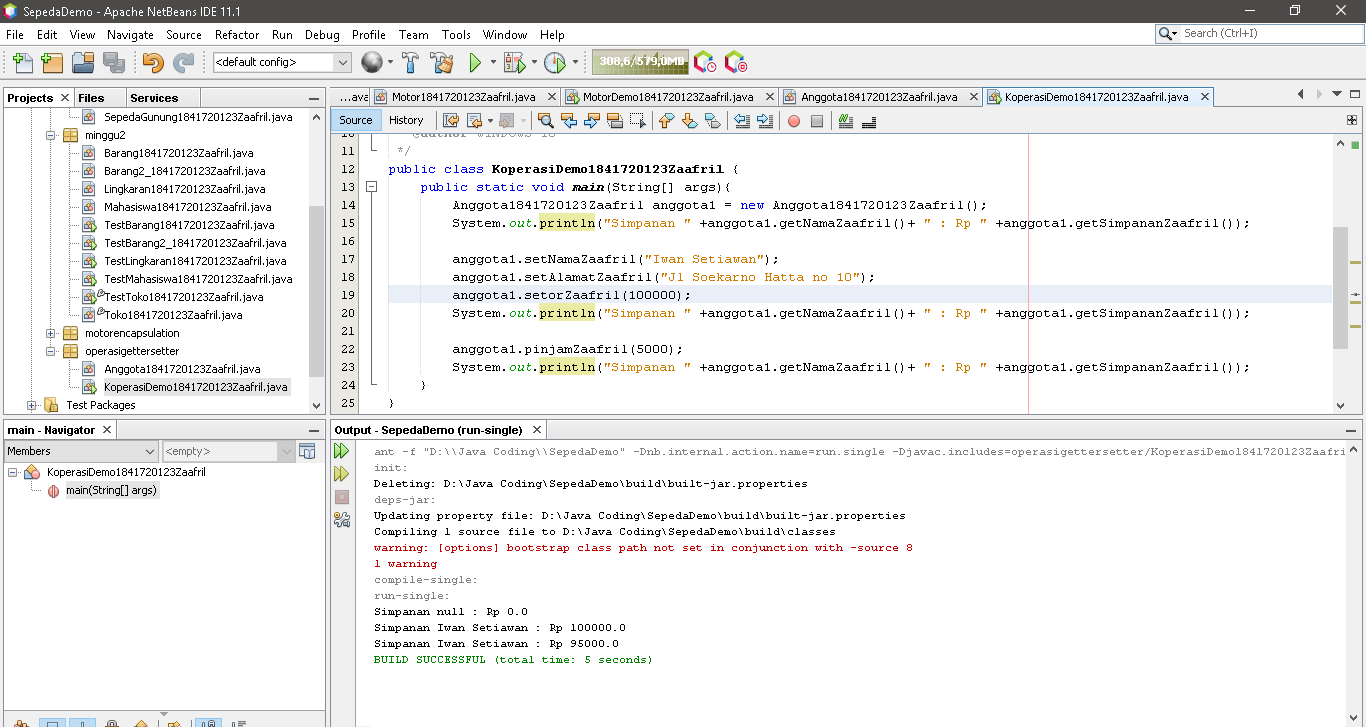 SepedaDemo - Apache NetBeans IDE 11.1
File Edit View Navigate Source Refactor Run Debug Profile Team Tools Window Help
Search (Ctrl+I)
<default config>
308,6/579,0MB
Projects Files Services
SepedaGunung1841720123Zaafril.java
minggu2
Barang1841720123Zaafril.java
Barang2_1841720123Zaafril.java
Lingkaran1841720123Zaafril.java
Mahasiswa1841720123Zaafril.java
TestBarang1841720123Zaafril.java
TestBarang2_1841720123Zaafril.java
TestLingkaran1841720123Zaafril.java
TestMahasiswa1841720123Zaafril.java
TestToko1841720123Zaafril.java
Toko1841720123Zaafril.java
motorencapsulation
operasigettersetter
Anggota1841720123Zaafril.java
KoperasiDemo1841720123Zaafril.java
Test Packages
...ava Motor1841720123Zaafril.java MotorDemo1841720123Zaafril.java Anggota1841720123Zaafril.java KoperasiDemo1841720123Zaafril.java
Source History
10 @author WINDOWS 10
11 */
12 public class KoperasiDemo1841720123Zaafril {
13 public static void main(String[] args){
14 Anggota1841720123Zaafril anggota1 = new Anggota1841720123Zaafril();
15 System.out.println("Simpanan " +anggota1.getNamaZaafril()+ " : Rp " +anggota1.getSimpananZaafril());
16
17 anggota1.setNamaZaafril("Iwan Setiawan");
18 anggota1.setAlamatZaafril("Jl Soekarno Hatta no 10");
19 anggota1.setorZaafril(100000);
20 System.out.println("Simpanan " +anggota1.getNamaZaafril()+ " : Rp " +anggota1.getSimpananZaafril());
21
22 anggota1.pinjamZaafril(5000);
23 System.out.println("Simpanan " +anggota1.getNamaZaafril()+ " : Rp " +anggota1.getSimpananZaafril());
24 }
25 }
main - Navigator
Members <empty>
KoperasiDemo1841720123Zaafril
main(String[] args)
Output - SepedaDemo (run-single)
ant -f "D:\\Java Coding\\SepedaDemo" -Dnb.internal.action.name=run.single -Djavac.includes=operasigettersetter/KoperasiDemo1841720123Zaafri
init:
Deleting: D:\Java Coding\SepedaDemo\build\built-jar.properties
deps-jar:
Updating property file: D:\Java Coding\SepedaDemo\build\built-jar.properties
Compiling 1 source file to D:\Java Coding\SepedaDemo\build\classes
warning: [options] bootstrap class path not set in conjunction with -source 8
1 warning
compile-single:
run-single:
Simpanan null : Rp 0.0
Simpanan Iwan Setiawan : Rp 100000.0
Simpanan Iwan Setiawan : Rp 95000.0
BUILD SUCCESSFUL (total time: 5 seconds)